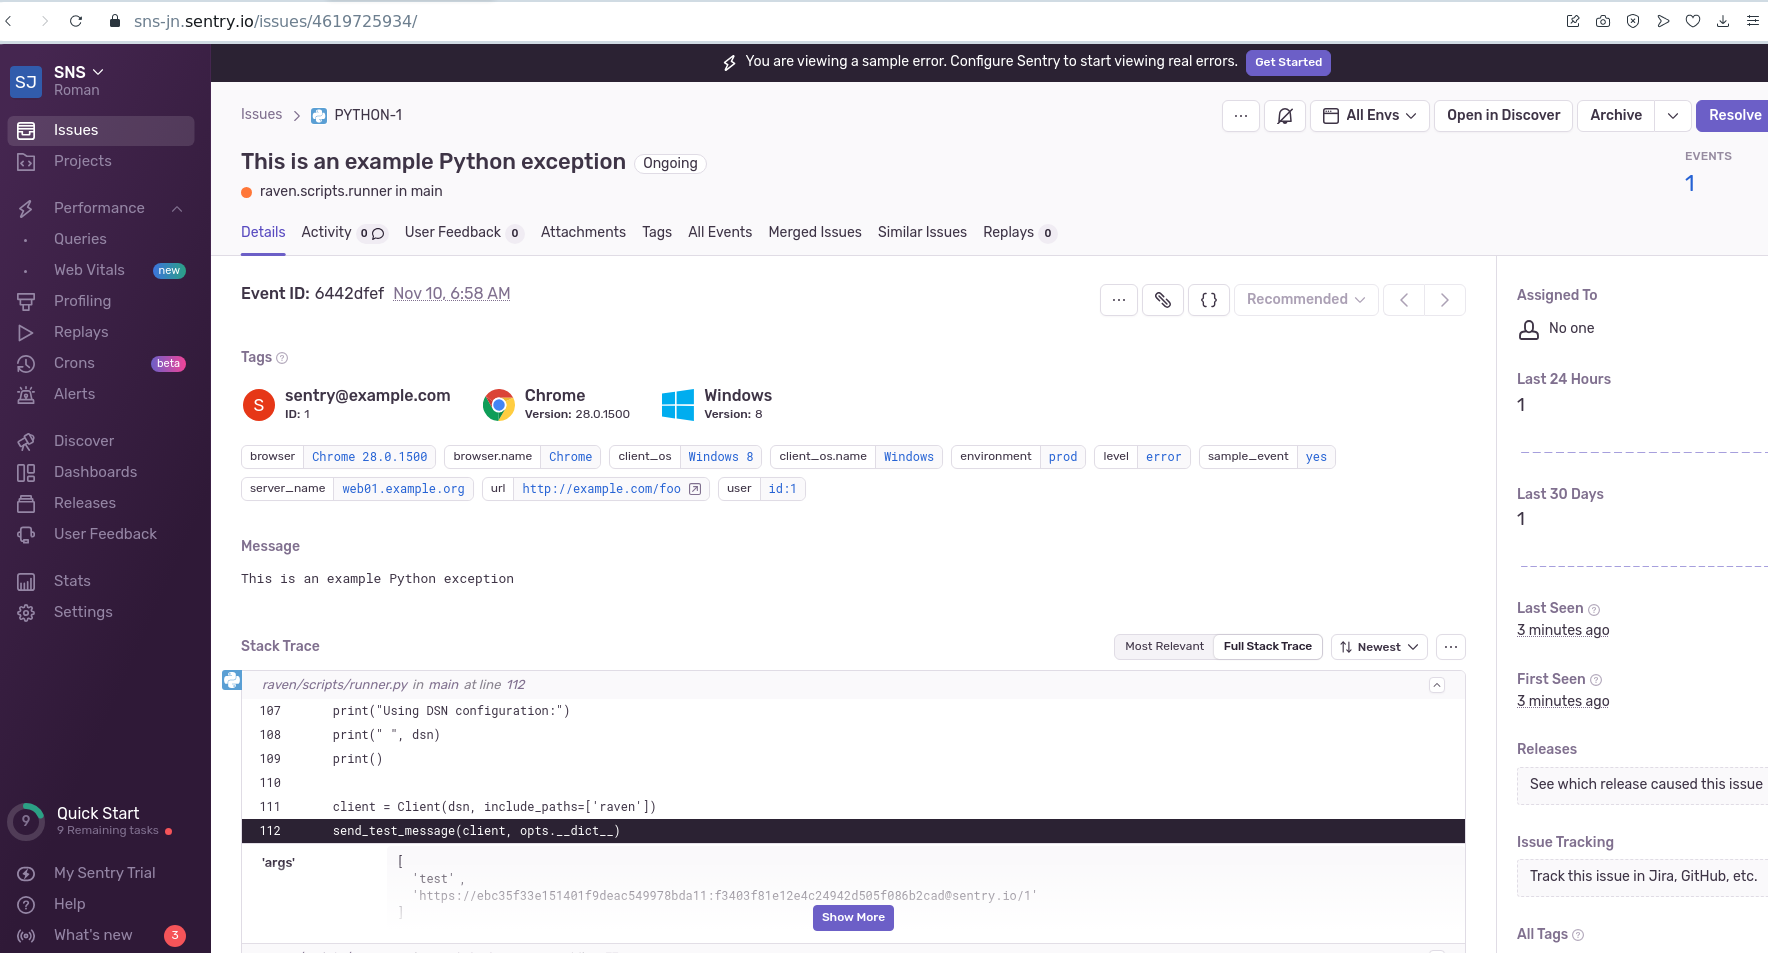 sns-jn.sentry.io/issues/4619725934/
SJ
SNS
Roman
Issues
Projects
Performance
Queries
Web Vitals new
Profiling
Replays
Crons beta
Alerts
Discover
Dashboards
Releases
User Feedback
Stats
Settings
9
Quick Start
9 Remaining tasks
My Sentry Trial
Help
What's new 3
You are viewing a sample error. Configure Sentry to start viewing real errors. Get Started
Issues > PYTHON-1
... All Envs Open in Discover Archive Resolve
This is an example Python exception Ongoing
raven.scripts.runner in main
EVENTS
1
Details Activity 0 User Feedback 0 Attachments Tags All Events Merged Issues Similar Issues Replays 0
Event ID: 6442dfef Nov 10, 6:58 AM
... {} Recommended
Tags ?
S
sentry@example.com
ID: 1
Chrome
Version: 28.0.1500
Windows
Version: 8
browser Chrome 28.0.1500 browser.name Chrome client_os Windows 8 client_os.name Windows environment prod level error sample_event yes
server_name web01.example.org url http://example.com/foo user id:1
Message
This is an example Python exception
Stack Trace
Most Relevant Full Stack Trace Newest ...
raven/scripts/runner.py in main at line 112
107 print("Using DSN configuration:")
108 print(" ", dsn)
109 print()
110
111 client = Client(dsn, include_paths=['raven'])
112 send_test_message(client, opts.__dict__)
'args'
[
'test',
'https://ebc35f33e151401f9deac549978bda11:f3403f81e12e4c24942d505f086b2cad@sentry.io/1'
]
Show More
Assigned To
No one
Last 24 Hours
1
Last 30 Days
1
Last Seen ?
3 minutes ago
First Seen ?
3 minutes ago
Releases
See which release caused this issue
Issue Tracking
Track this issue in Jira, GitHub, etc.
All Tags ?